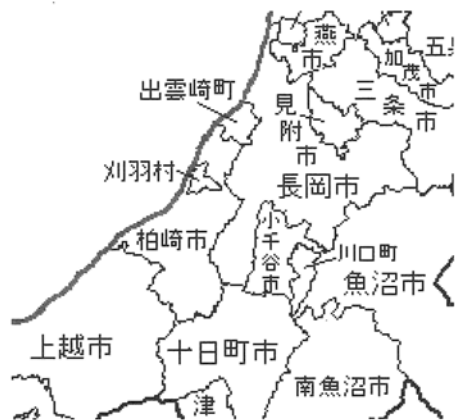 燕市
加茂市
五
三条市
出雲崎町
見附市
刈羽村
長岡市
小千谷市
柏崎市
川口町
魚沼市
上越市
十日町市
南魚沼市
津